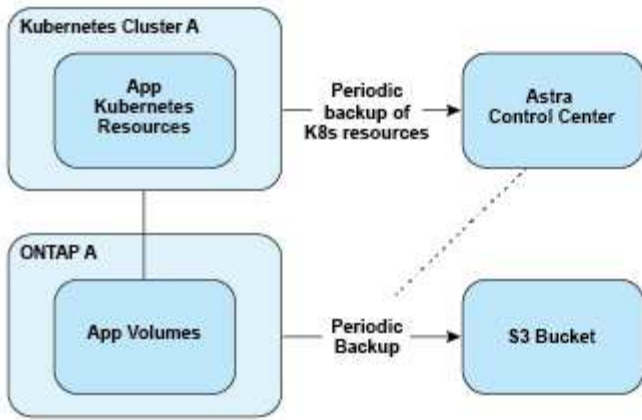 Kubernetes Cluster A
App
Kubernetes
Resources
Periodic
backup of
K8s resources
Astra
Control Center
ONTAP A
App Volumes
Periodic
Backup
S3 Bucket